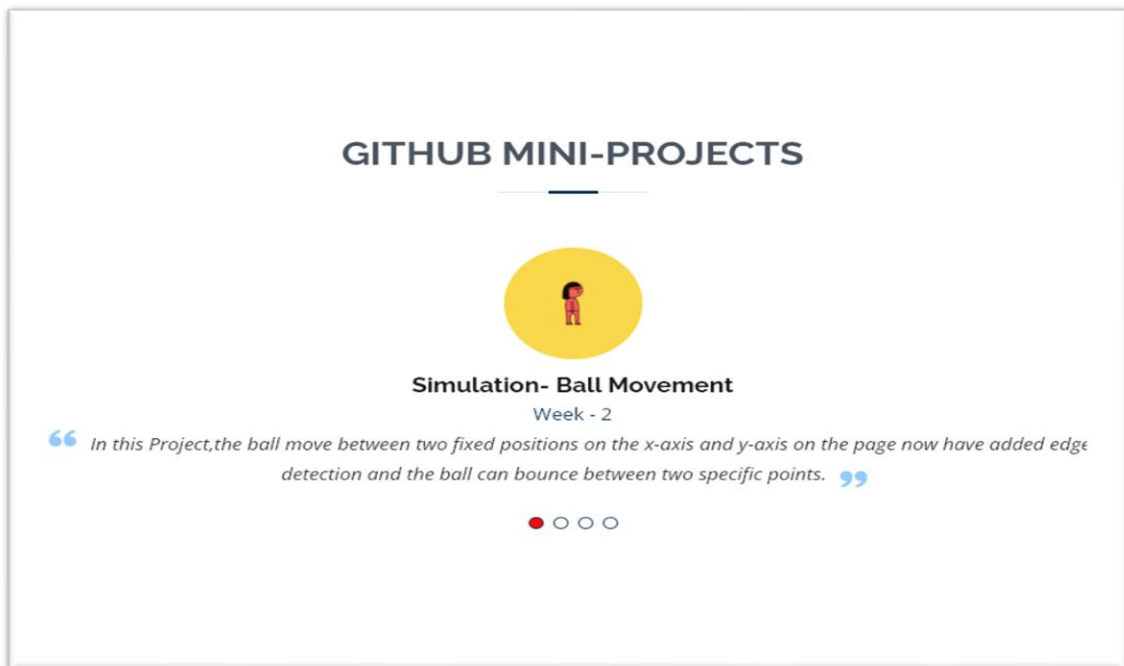 GITHUB MINI-PROJECTS
Simulation- Ball Movement
Week - 2
“ In this Project,the ball move between two fixed positions on the x-axis and y-axis on the page now have added edge
detection and the ball can bounce between two specific points. ”